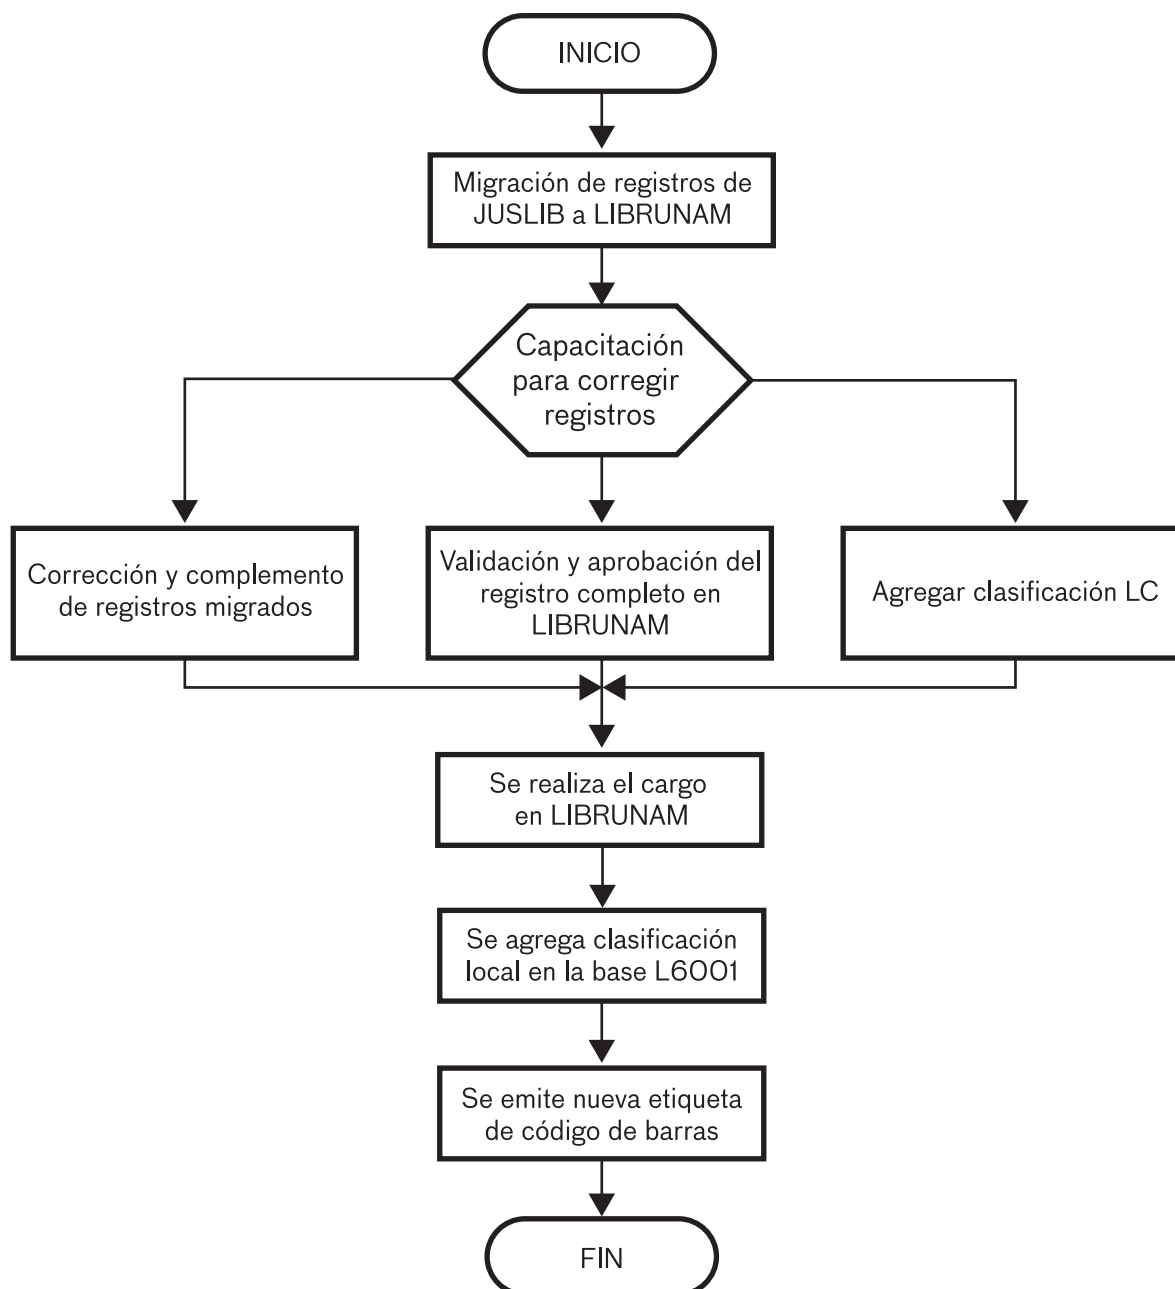 INICIO
Migración de registros de
JUSLIB a LIBRUNAM
Capacitación
para corregir
registros
Corrección y complemento
de registros migrados
Validación y aprobación del
registro completo en
LIBRUNAM
Agregar clasificación LC
Se realiza el cargo
en LIBRUNAM
Se agrega clasificación
local en la base L6001
Se emite nueva etiqueta
de código de barras
FIN